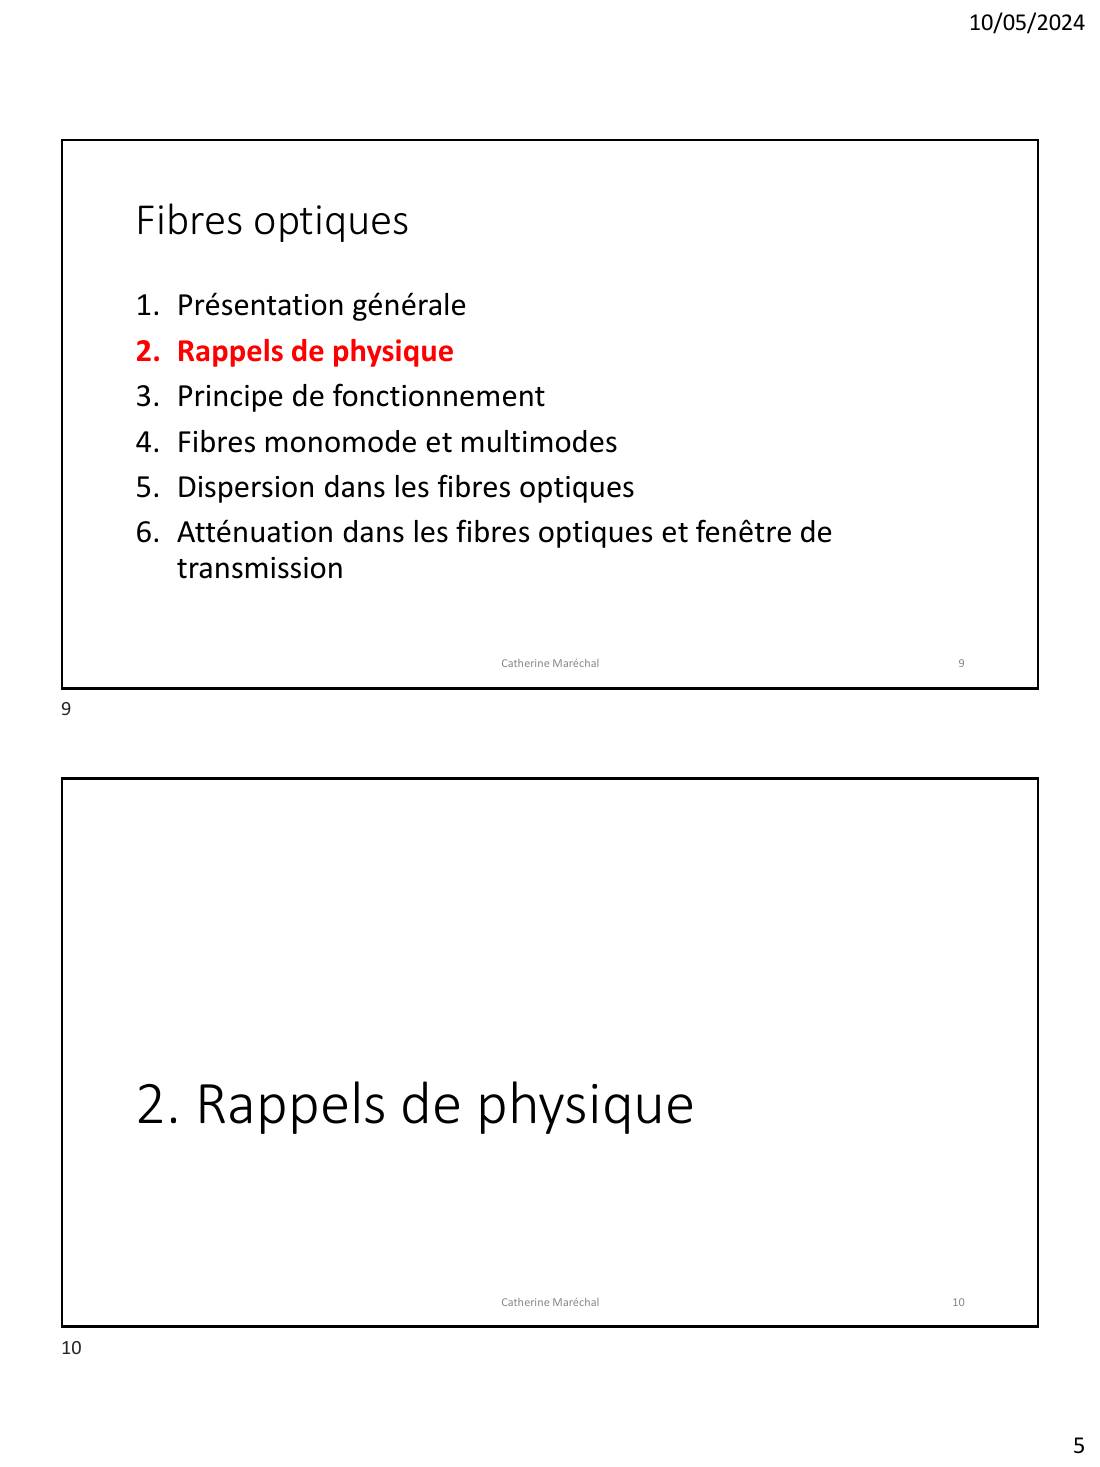 10/05/2024
Fibres optiques
1. Présentation générale
2. Rappels de physique
3. Principe de fonctionnement
4. Fibres monomode et multimodes
5. Dispersion dans les fibres optiques
6. Atténuation dans les fibres optiques et fenêtre de
transmission
Catherine Maréchal 9
9
2. Rappels de physique
Catherine Maréchal 10
10
5